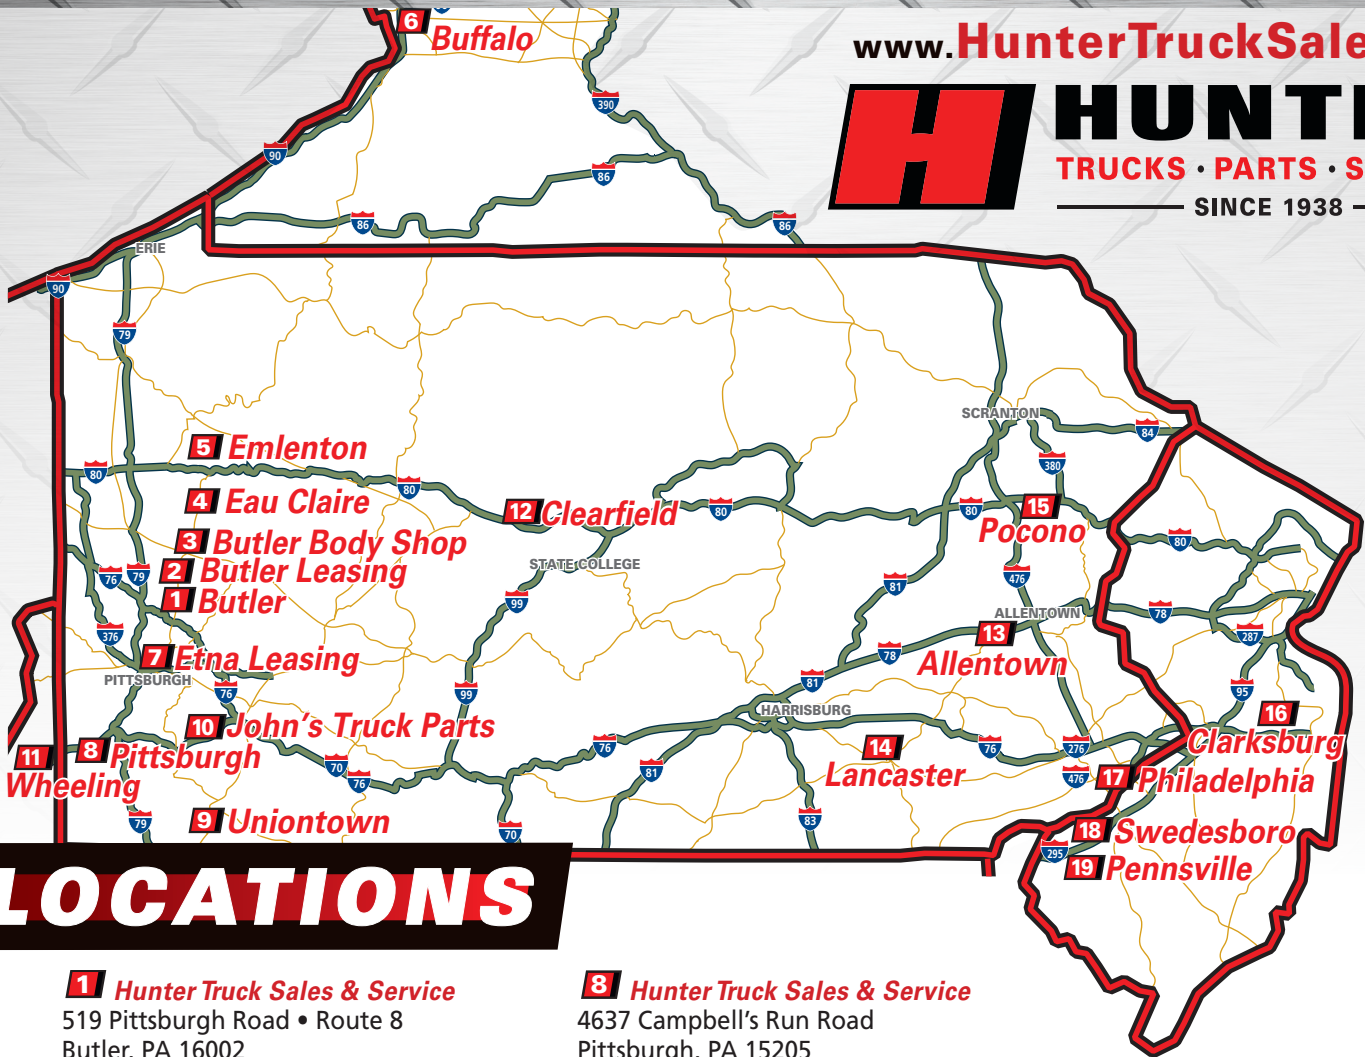 6 Buffalo
www.HunterTruckSale
HUNT
TRUCKS • PARTS • S
SINCE 1938
390
90
86
86
86
ERIE
90
79
SCRANTON
84
5 Emlenton
380
80
80
4 Eau Claire
12 Clearfield
80
80
15
Pocono
3 Butler Body Shop
80
STATE COLLEGE
2 Butler Leasing
76
79
81
476
1 Butler
99
ALLENTOWN
78
376
13
287
7 Etna Leasing
78
Allentown
PITTSBURGH
76
99
81
95
HARRISBURG
16
10 John's Truck Parts
Clarksburg
11
8 Pittsburgh
76
14
76
276
Wheeling
70
76
81
Lancaster
476
17 Philadelphia
9 Uniontown
79
70
83
18 Swedesboro
295
19 Pennsville
LOCATIONS
1 Hunter Truck Sales & Service
519 Pittsburgh Road • Route 8
Butler, PA 16002
8 Hunter Truck Sales & Service
4637 Campbell's Run Road
Pittsburgh, PA 15205